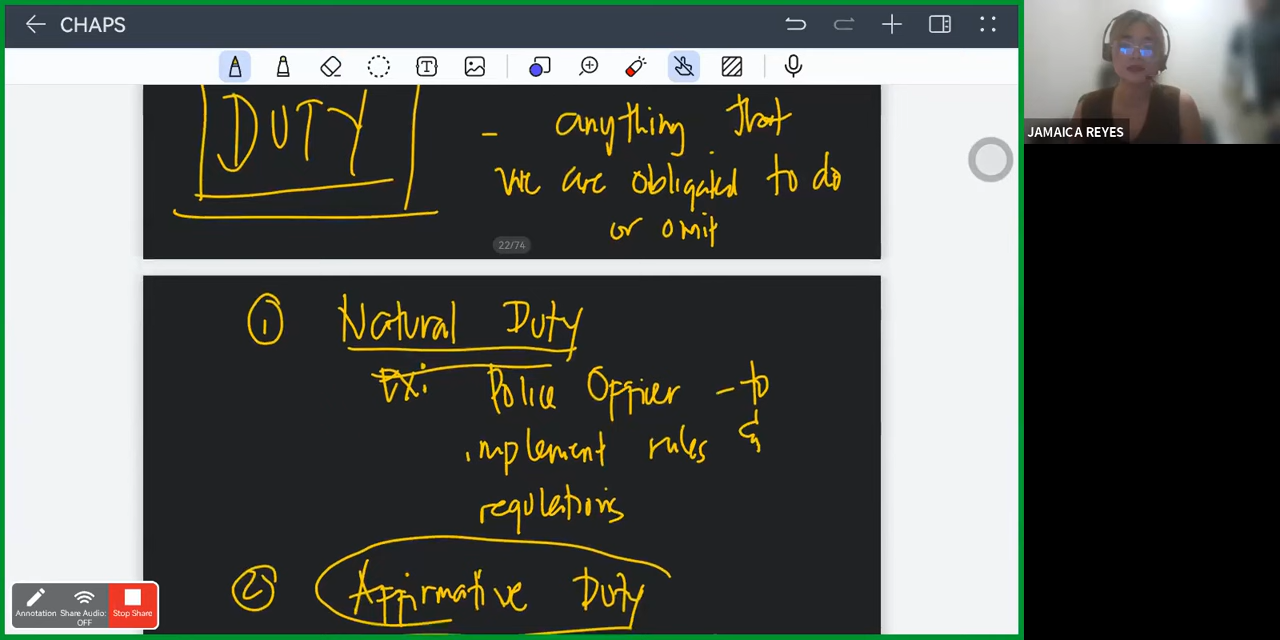 CHAPS
JAMAICA REYES
DUTY
- anything that
we are obligated to do
or omit
22/74
① Natural Duty
Ex: Police Officer - to
implement rules &
regulations
② Affirmative Duty
Annotation
Share Audio:
OFF
Stop Share